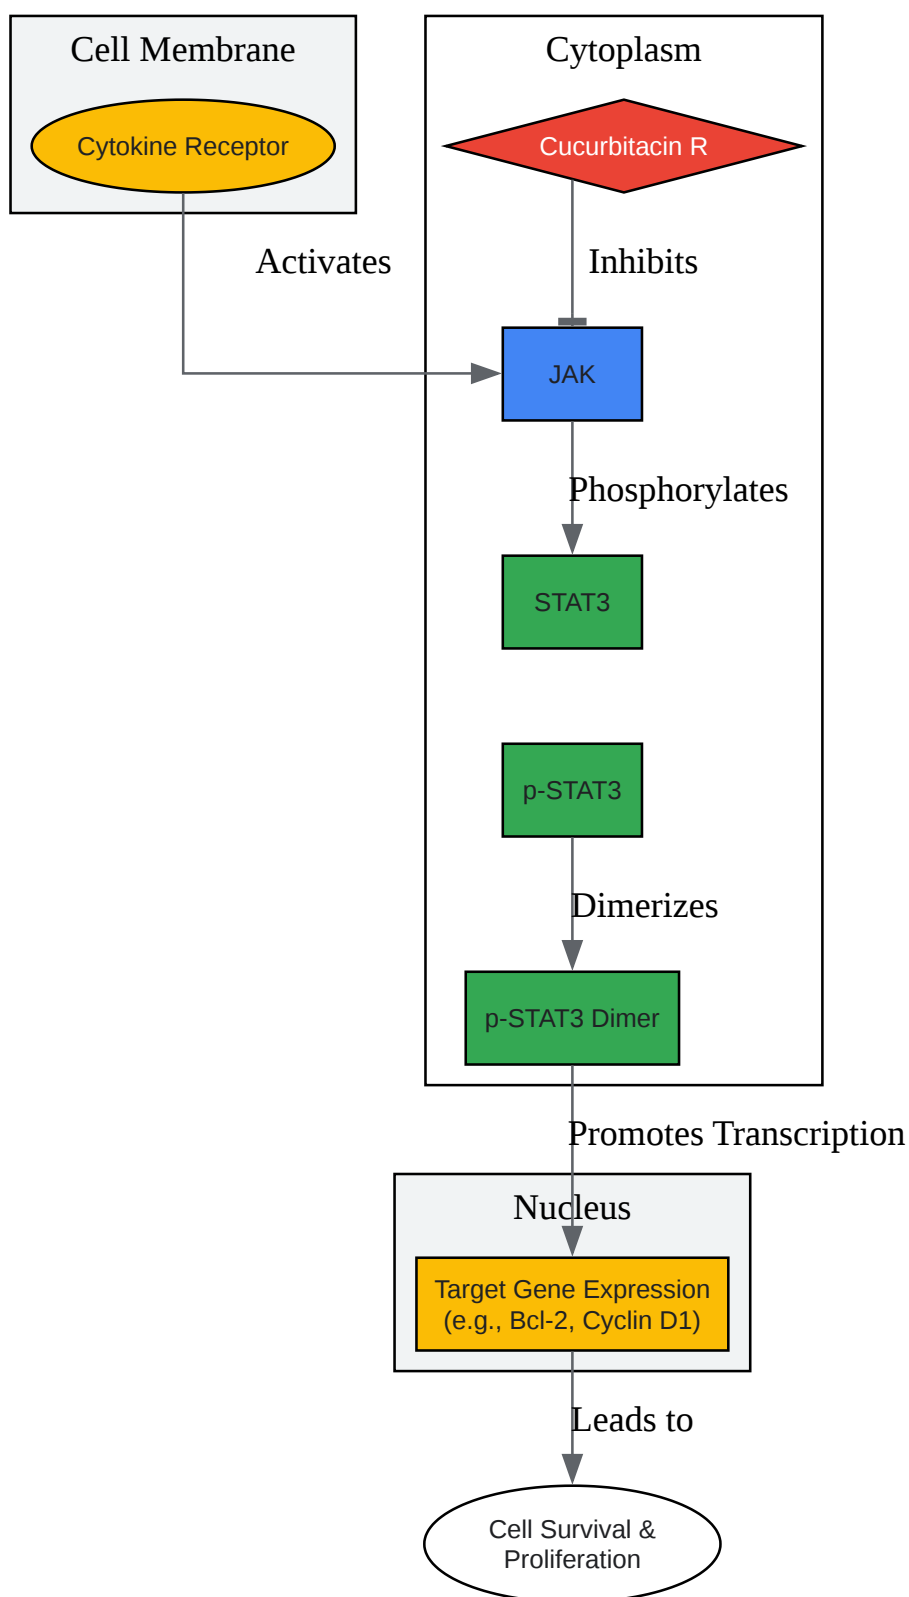 Cell Membrane
Cytoplasm
Cytokine Receptor
Cucurbitacin R
Activates
Inhibits
JAK
Phosphorylates
STAT3
p-STAT3
Dimerizes
p-STAT3 Dimer
Promotes Transcription
Nucleus
Target Gene Expression
(e.g., Bcl-2, Cyclin D1)
Leads to
Cell Survival &
Proliferation